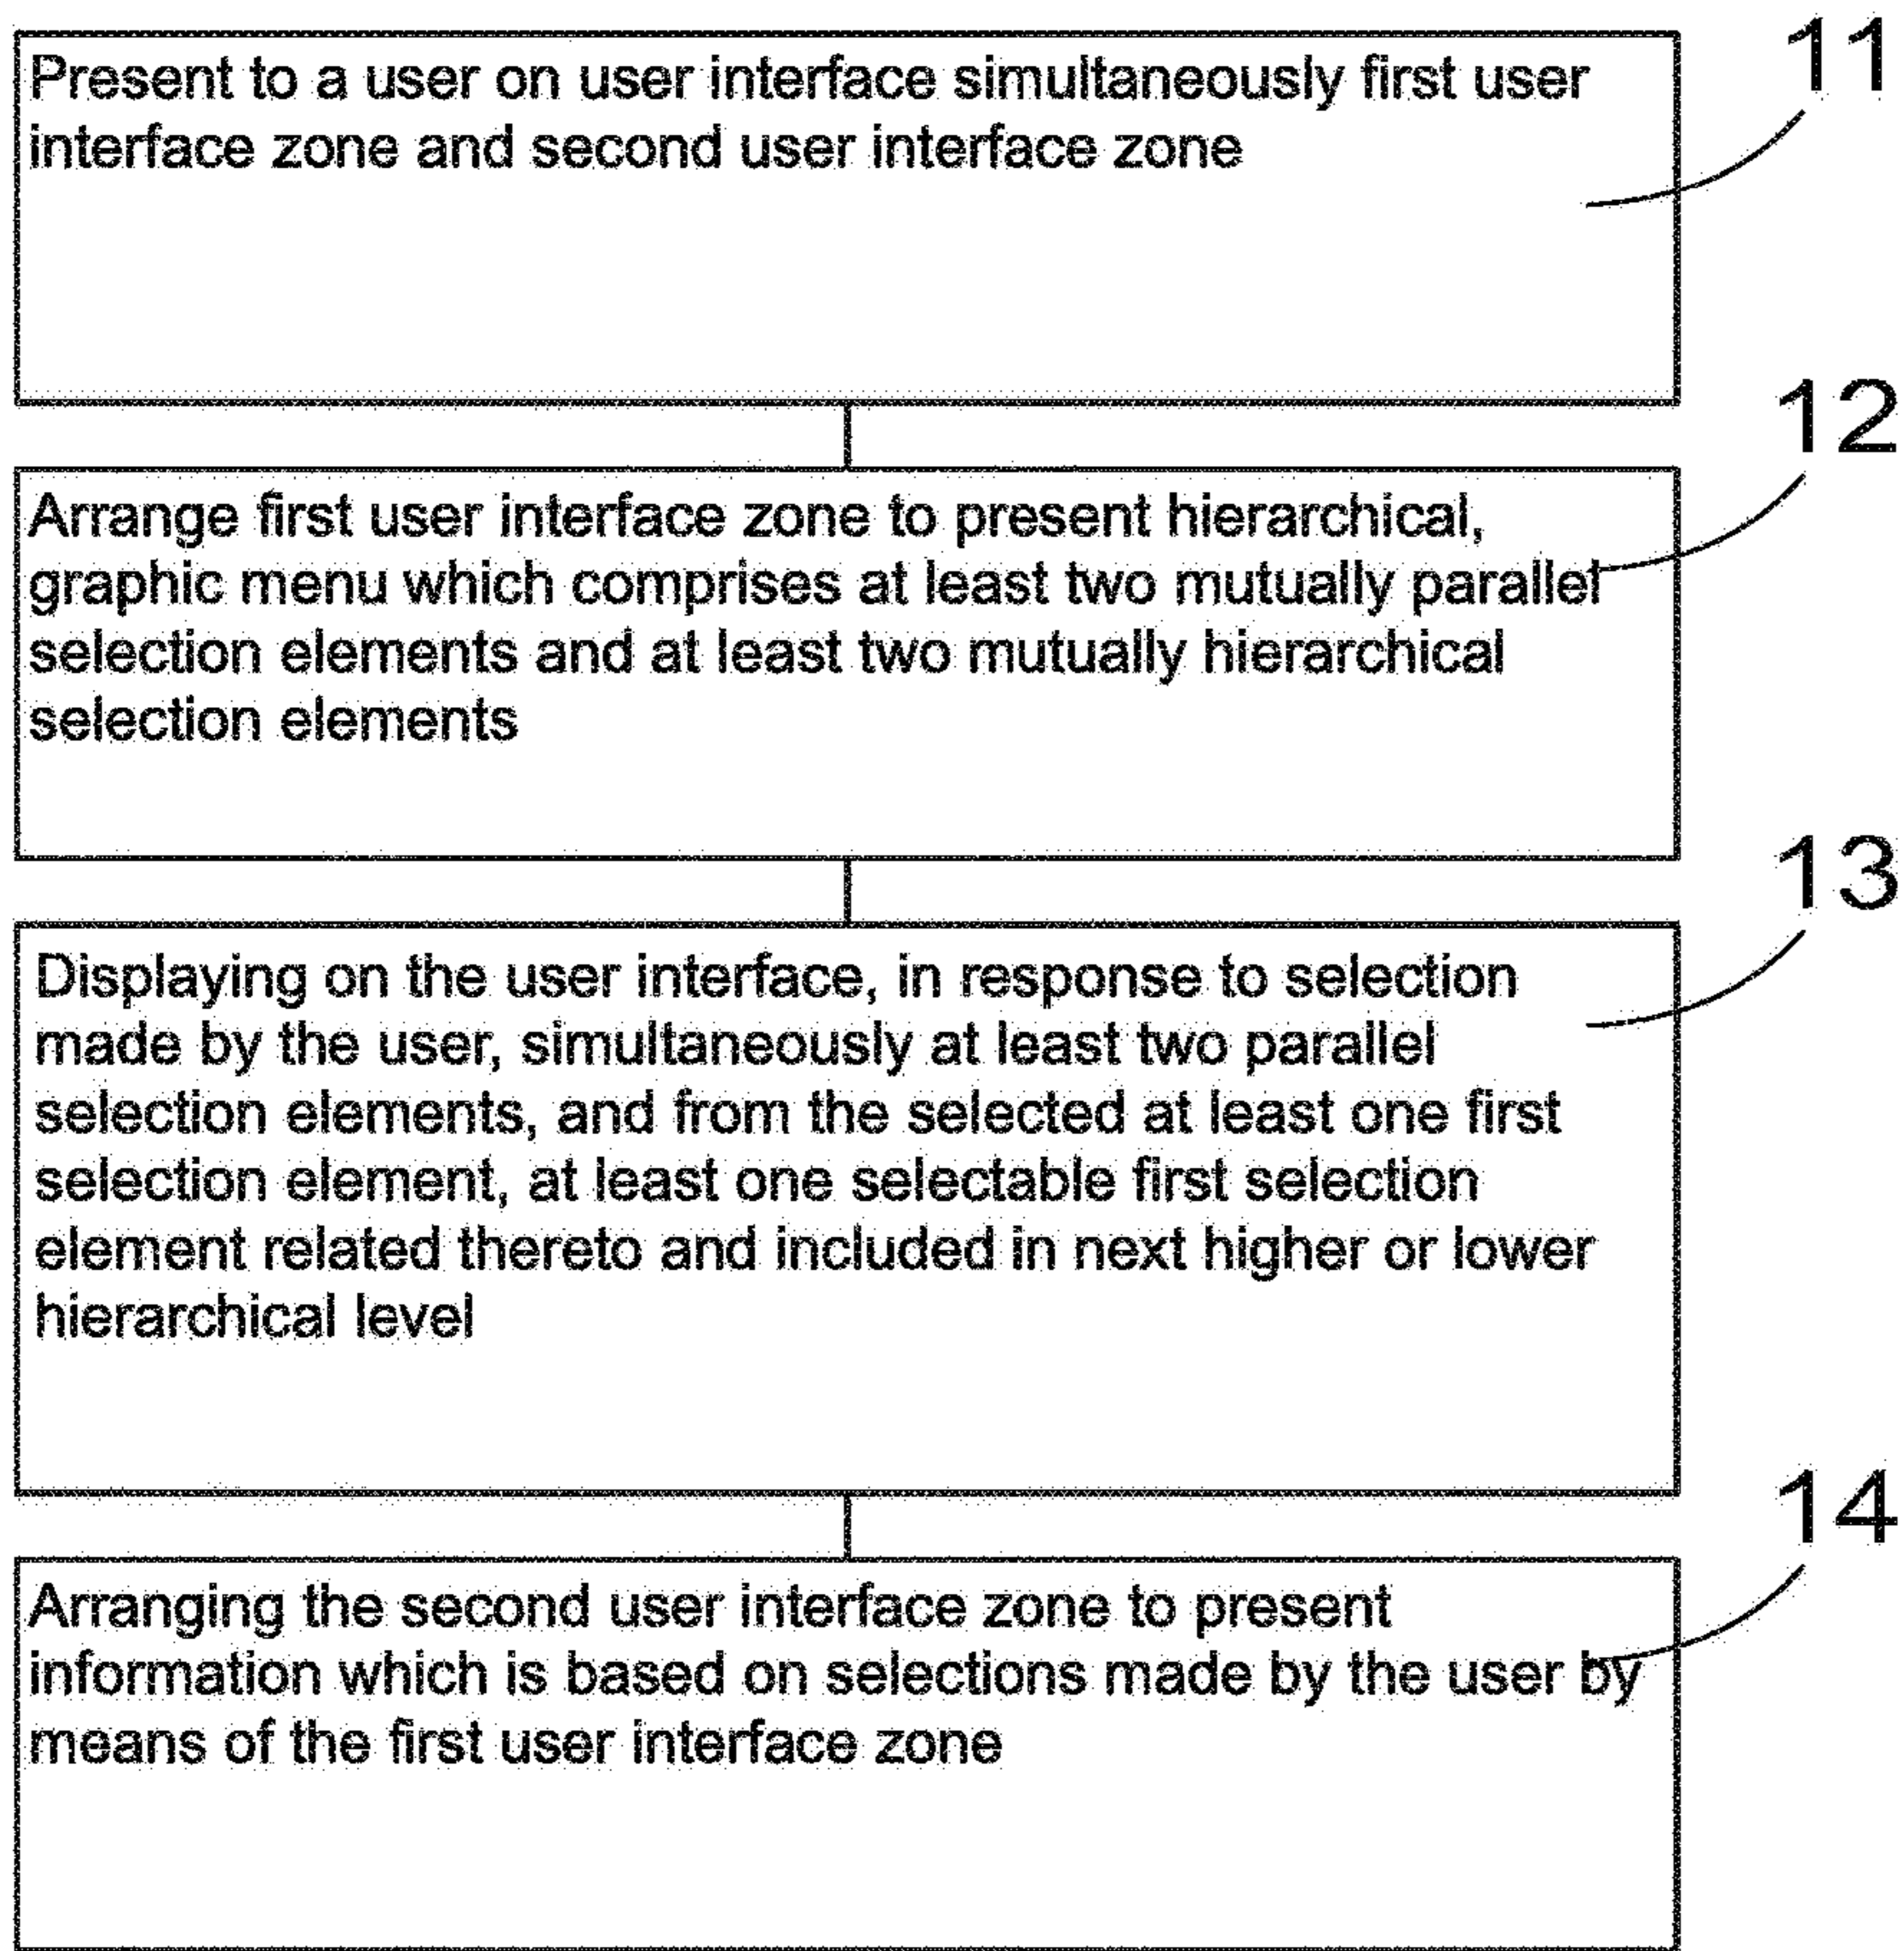 11
Present to a user on user interface simultaneously first user
interface zone and second user interface zone
12
Arrange first user interface zone to present hierarchical,
graphic menu which comprises at least two mutually parallel
selection elements and at least two mutually hierarchical
selection elements
13
Displaying on the user interface, in response to selection
made by the user, simultaneously at least two parallel
selection elements, and from the selected at least one first
selection element, at least one selectable first selection
element related thereto and included in next higher or lower
hierarchical level
14
Arranging the second user interface zone to present
information which is based on selections made by the user by
means of the first user interface zone